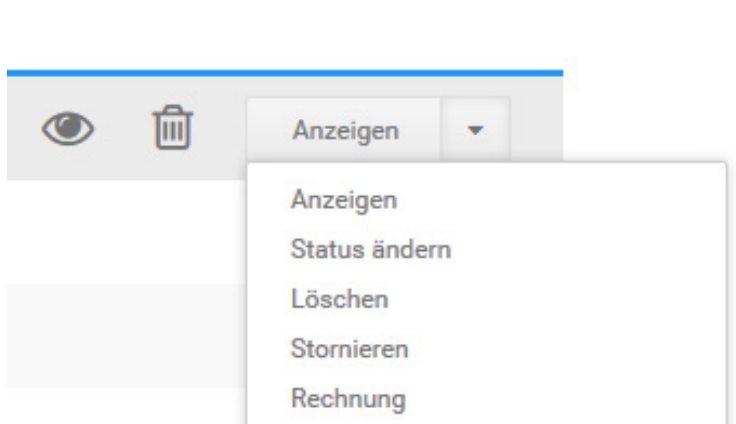 Anzeigen
Anzeigen
Status ändern
Löschen
Stornieren
Rechnung